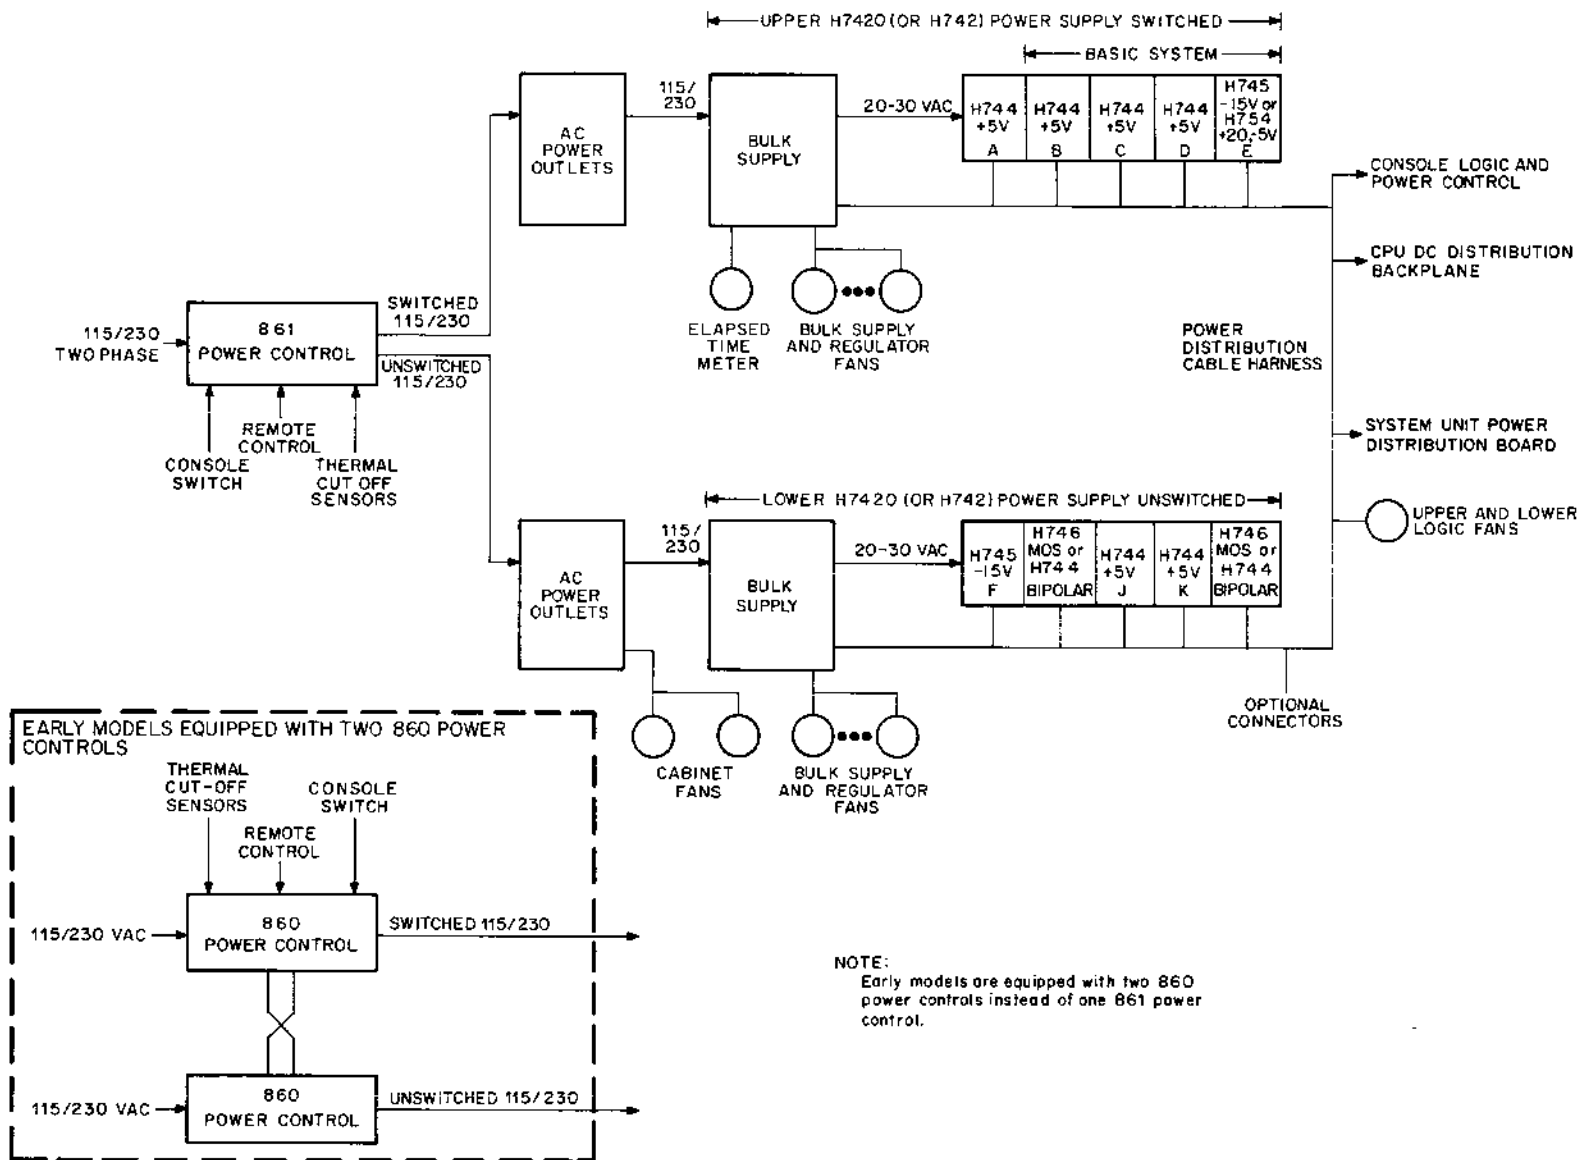 UPPER H7420 (OR H742) POWER SUPPLY SWITCHED
BASIC SYSTEM
AC
POWER
OUTLETS
115/
230
BULK
SUPPLY
20-30 VAC
H744
+5V
A
H744
+5V
B
H744
+5V
C
H744
+5V
D
H745
-15V or
H754
+20,-5V
E
CONSOLE LOGIC AND
POWER CONTROL
CPU DC DISTRIBUTION
BACKPLANE
ELAPSED
TIME
METER
BULK SUPPLY
AND REGULATOR
FANS
POWER
DISTRIBUTION
CABLE HARNESS
115/230
TWO PHASE
861
POWER CONTROL
SWITCHED
115/230
UNSWITCHED
115/230
CONSOLE
SWITCH
REMOTE
CONTROL
THERMAL
CUT OFF
SENSORS
SYSTEM UNIT POWER
DISTRIBUTION BOARD
LOWER H7420 (OR H742) POWER SUPPLY UNSWITCHED
AC
POWER
OUTLETS
115/
230
BULK
SUPPLY
20-30 VAC
H745
-15V
F
H746
MOS or
H744
BIPOLAR
H744
+5V
J
H744
+5V
K
H746
MOS or
H744
BIPOLAR
UPPER AND LOWER
LOGIC FANS
OPTIONAL
CONNECTORS
CABINET
FANS
BULK SUPPLY
AND REGULATOR
FANS
EARLY MODELS EQUIPPED WITH TWO 860 POWER
CONTROLS
THERMAL
CUT-OFF
SENSORS
REMOTE
CONTROL
CONSOLE
SWITCH
115/230 VAC
860
POWER CONTROL
SWITCHED 115/230
115/230 VAC
860
POWER CONTROL
UNSWITCHED 115/230
NOTE:
Early models are equipped with two 860
power controls instead of one 861 power
control.